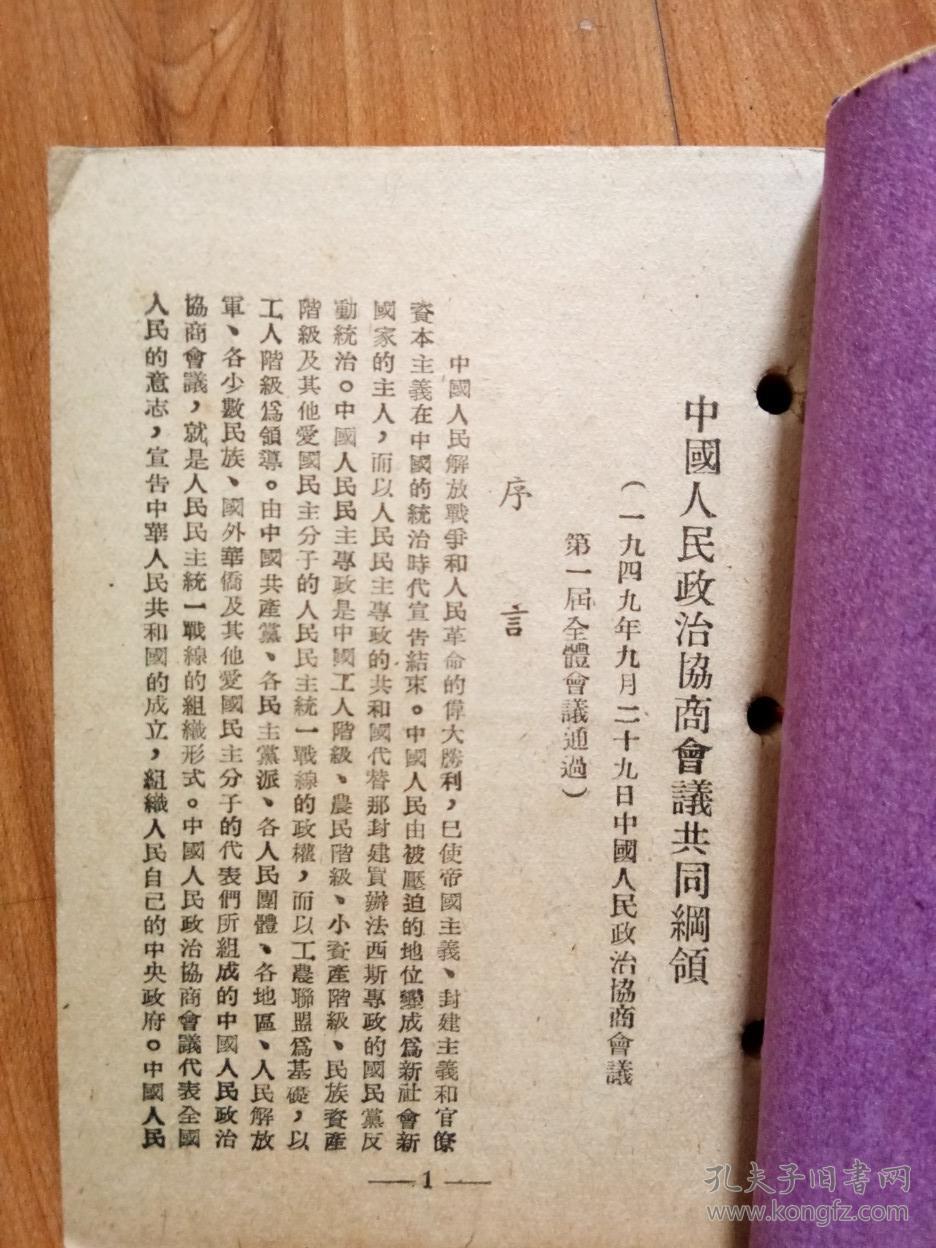 中國人民政治協商會議共同綱領
（一九四九年九月二十九日中國人民政治協商會議
第一屆全體會議通過）
序言
中國人民解放戰爭和人民革命的偉大勝利，已使帝國主義、封建主義和官僚
資本主義在中國的統治時代宣告結束。中國人民由被壓迫的地位變成爲新社會新
國家的主人，而以人民民主專政的共和國代替那封建買辦法西斯專政的國民黨反
動統治。中國人民民主專政是中國工人階級、農民階級、小資產階級、民族資產
階級及其他愛國民主分子的人民民主統一戰線的政權，而以工農聯盟爲基礎，以
工人階級爲領導。由中國共產黨、各民主黨派、各人民團體、各地區、人民解放
軍、各少數民族、國外華僑及其他愛國民主分子的代表們所組成的中國人民政治
協商會議，就是人民民主統一戰線的組織形式。中國人民政治協商會議代表全國
人民的意志，宣告中華人民共和國的成立，組織人民自己的中央政府。中國人民
—1—
孔夫子旧书网
www.kongfz.com